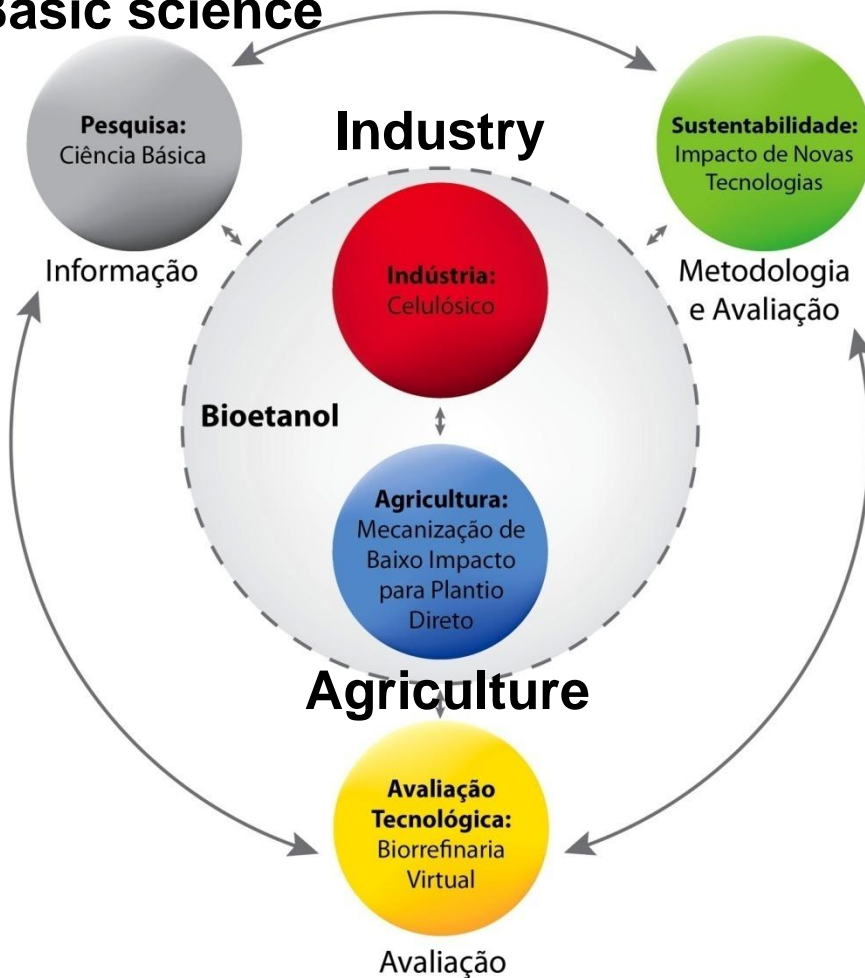 Basic science
Pesquisa:
Ciência Básica
Informação
Industry
Sustentabilidade:
Impacto de Novas
Tecnologias
Metodologia
e Avaliação
Indústria:
Celulósico
Bioetanol
Agricultura:
Mecanização de
Baixo Impacto
para Plantio
Direto
Agriculture
Avaliação
Tecnológica:
Biorrefinaria
Virtual
Avaliação